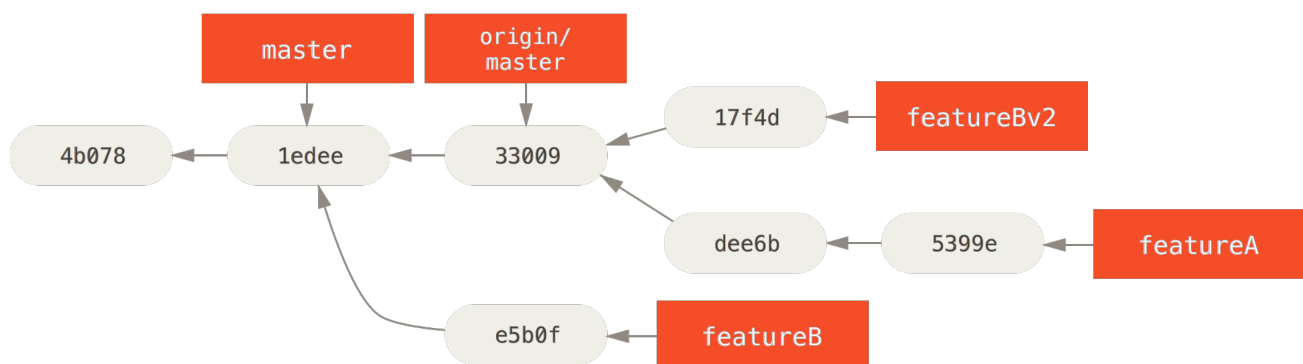 master
origin/
master
17f4d
featureBv2
4b078
1edee
33009
dee6b
5399e
featureA
e5b0f
featureB